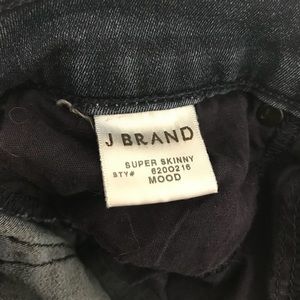 J BRAND
SUPER SKINNY
STY# 620O216
MOOD